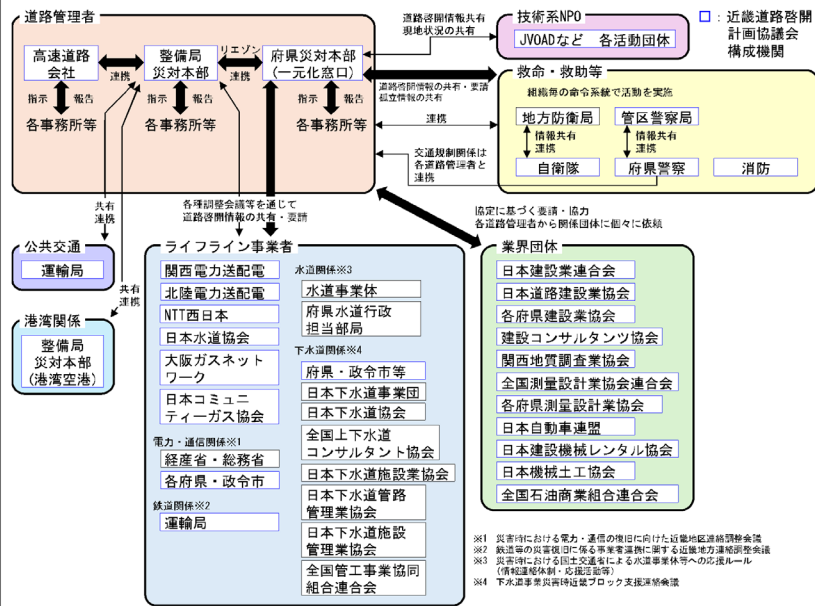 道路管理者
高速道路
会社
連携
整備局
災対本部
リエゾン
連携
府県災対本部
(一元化窓口)
指示
報告
指示
報告
指示
報告
各事務所等
各事務所等
各事務所等
道路啓開情報共有
現地状況の共有
技術系NPO
JVOADなど 各活動団体
□:近畿道路啓開
計画協議会
構成機関
道路啓開情報の共有・要請
孤立情報の共有
連携
交通規制関係は
各道路管理者と
連携
救命・救助等
組織毎の命令系統で活動を実施
地方防衛局
管区警察局
情報共有
連携
情報共有
連携
自衛隊
府県警察
消防
共有
連携
各種調整会議等を通じて
道路啓開情報の共有・要請
協定に基づく要請・協力
各道路管理者から関係団体に個々に依頼
公共交通
運輸局
共有
連携
港湾関係
整備局
災対本部
(港湾空港)
ライフライン事業者
関西電力送配電
北陸電力送配電
NTT西日本
日本水道協会
大阪ガスネット
ワーク
日本コミュニ
ティーガス協会
電力・通信関係※1
経産省・総務省
各府県・政令市
鉄道関係※2
運輸局
水道関係※3
水道事業体
府県水道行政
担当部局
下水道関係※4
府県・政令市等
日本下水道事業団
日本下水道協会
全国上下水道
コンサルタント協会
日本下水道施設業協会
日本下水道管路
管理業協会
日本下水道施設
管理業協会
全国管工事業協同
組合連合会
業界団体
日本建設業連合会
日本道路建設業協会
各府県建設業協会
建設コンサルタンツ協会
関西地質調査業協会
全国測量設計業協会連合会
各府県測量設計業協会
日本自動車連盟
日本建設機械レンタル協会
日本機械土工協会
全国石油商業組合連合会
※1 災害時における電力・通信の復旧に向けた近畿地区連絡調整会議
※2 鉄道等の災害復旧に係る事業者連携に関する近畿地方連絡調整会議
※3 災害時における国土交通省による水道事業体等への応援ルール
(情報連絡体制・応援活動等)
※4 下水道事業災害時近畿ブロック支援連絡会議